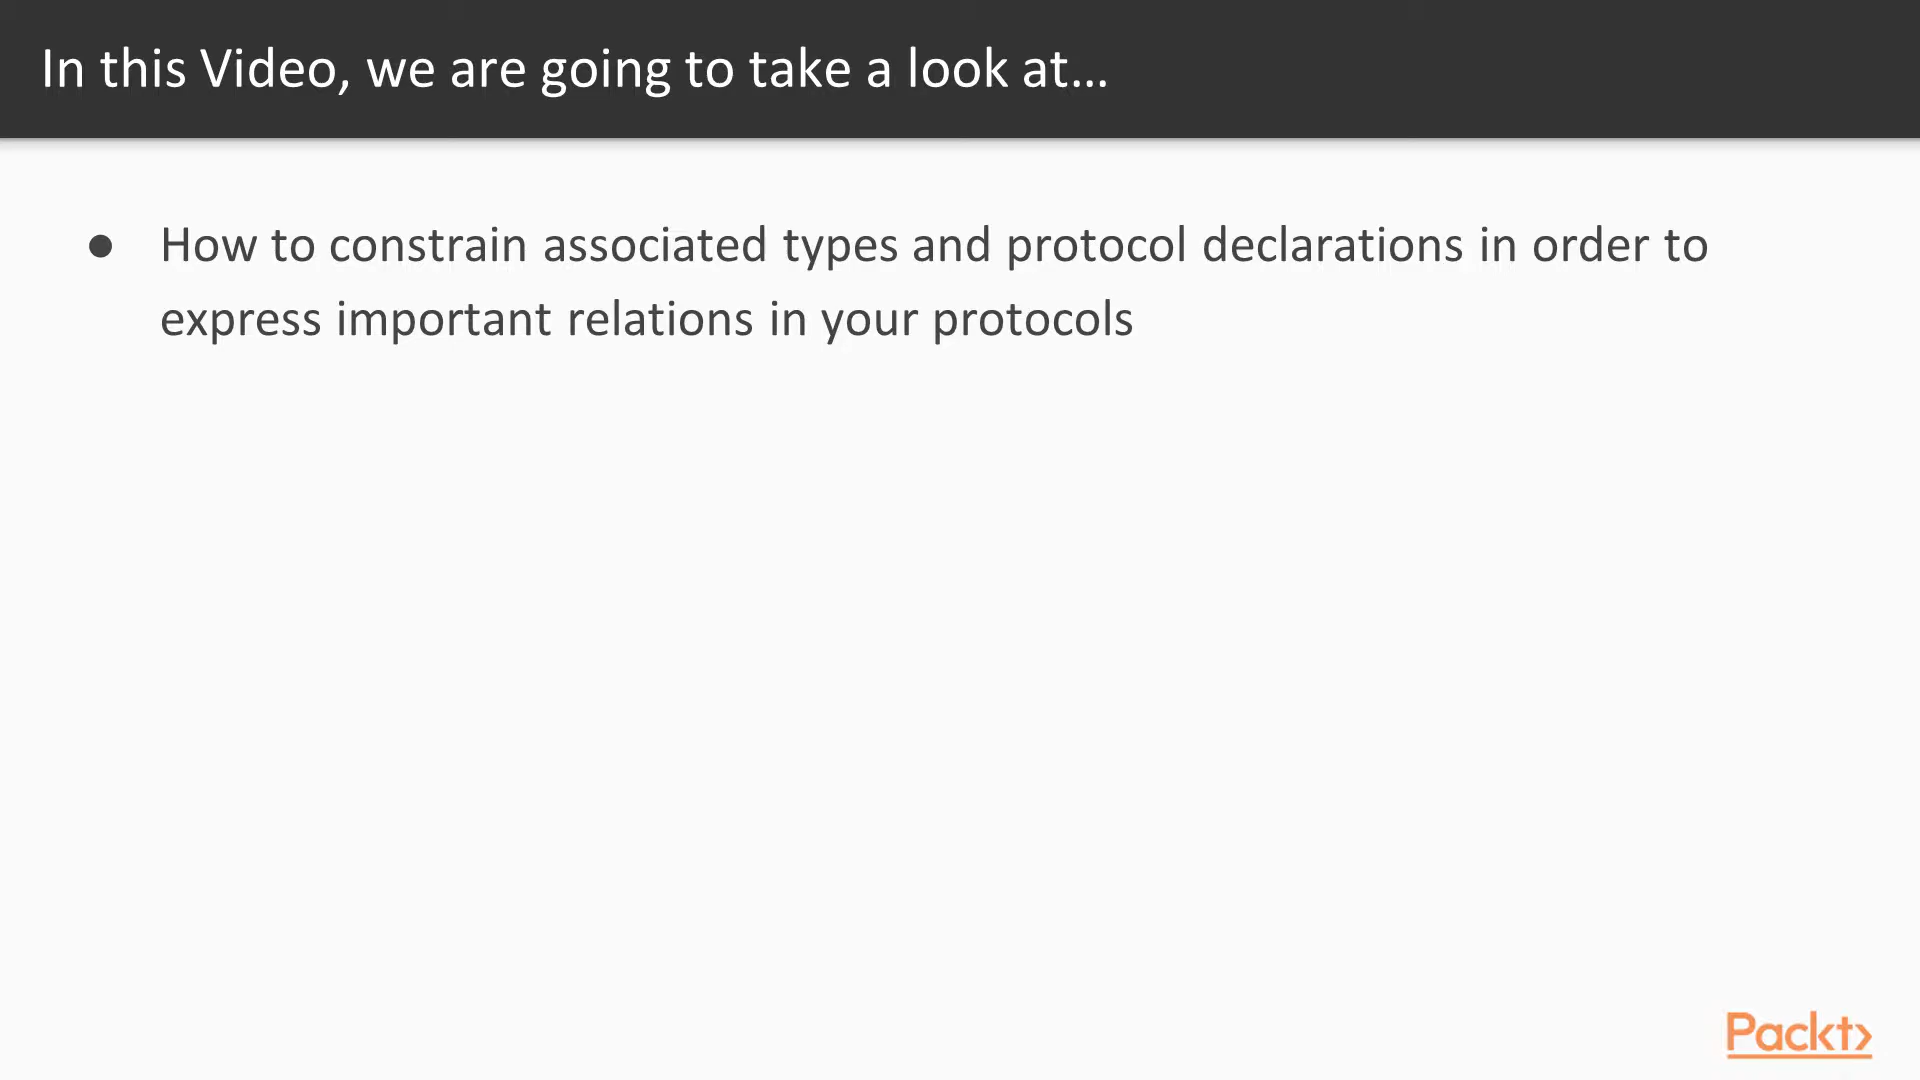 In this Video, we are going to take a look at...
● How to constrain associated types and protocol declarations in order to
express important relations in your protocols
Packt>